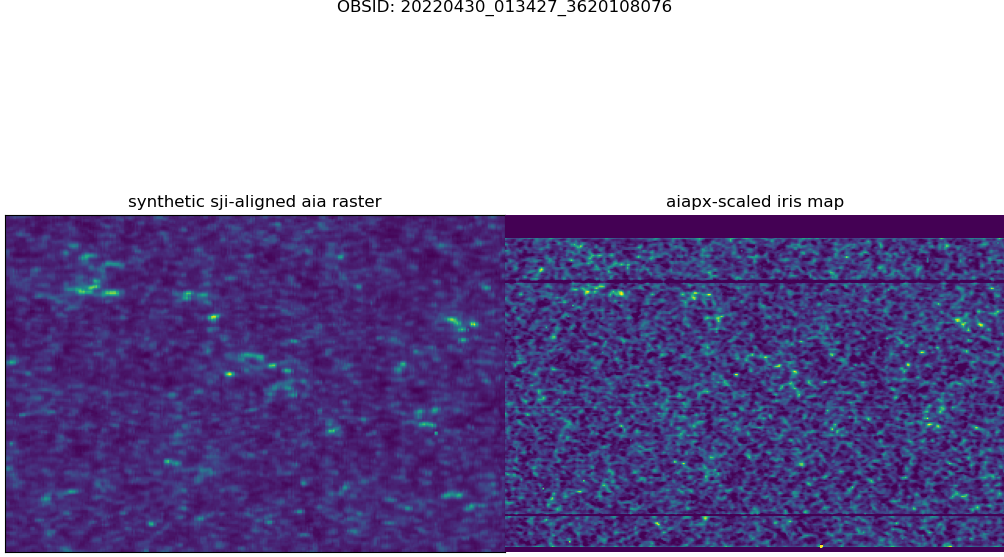 OBSID: 20220430_013427_3620108076
synthetic sji-aligned aia raster
aiapx-scaled iris map